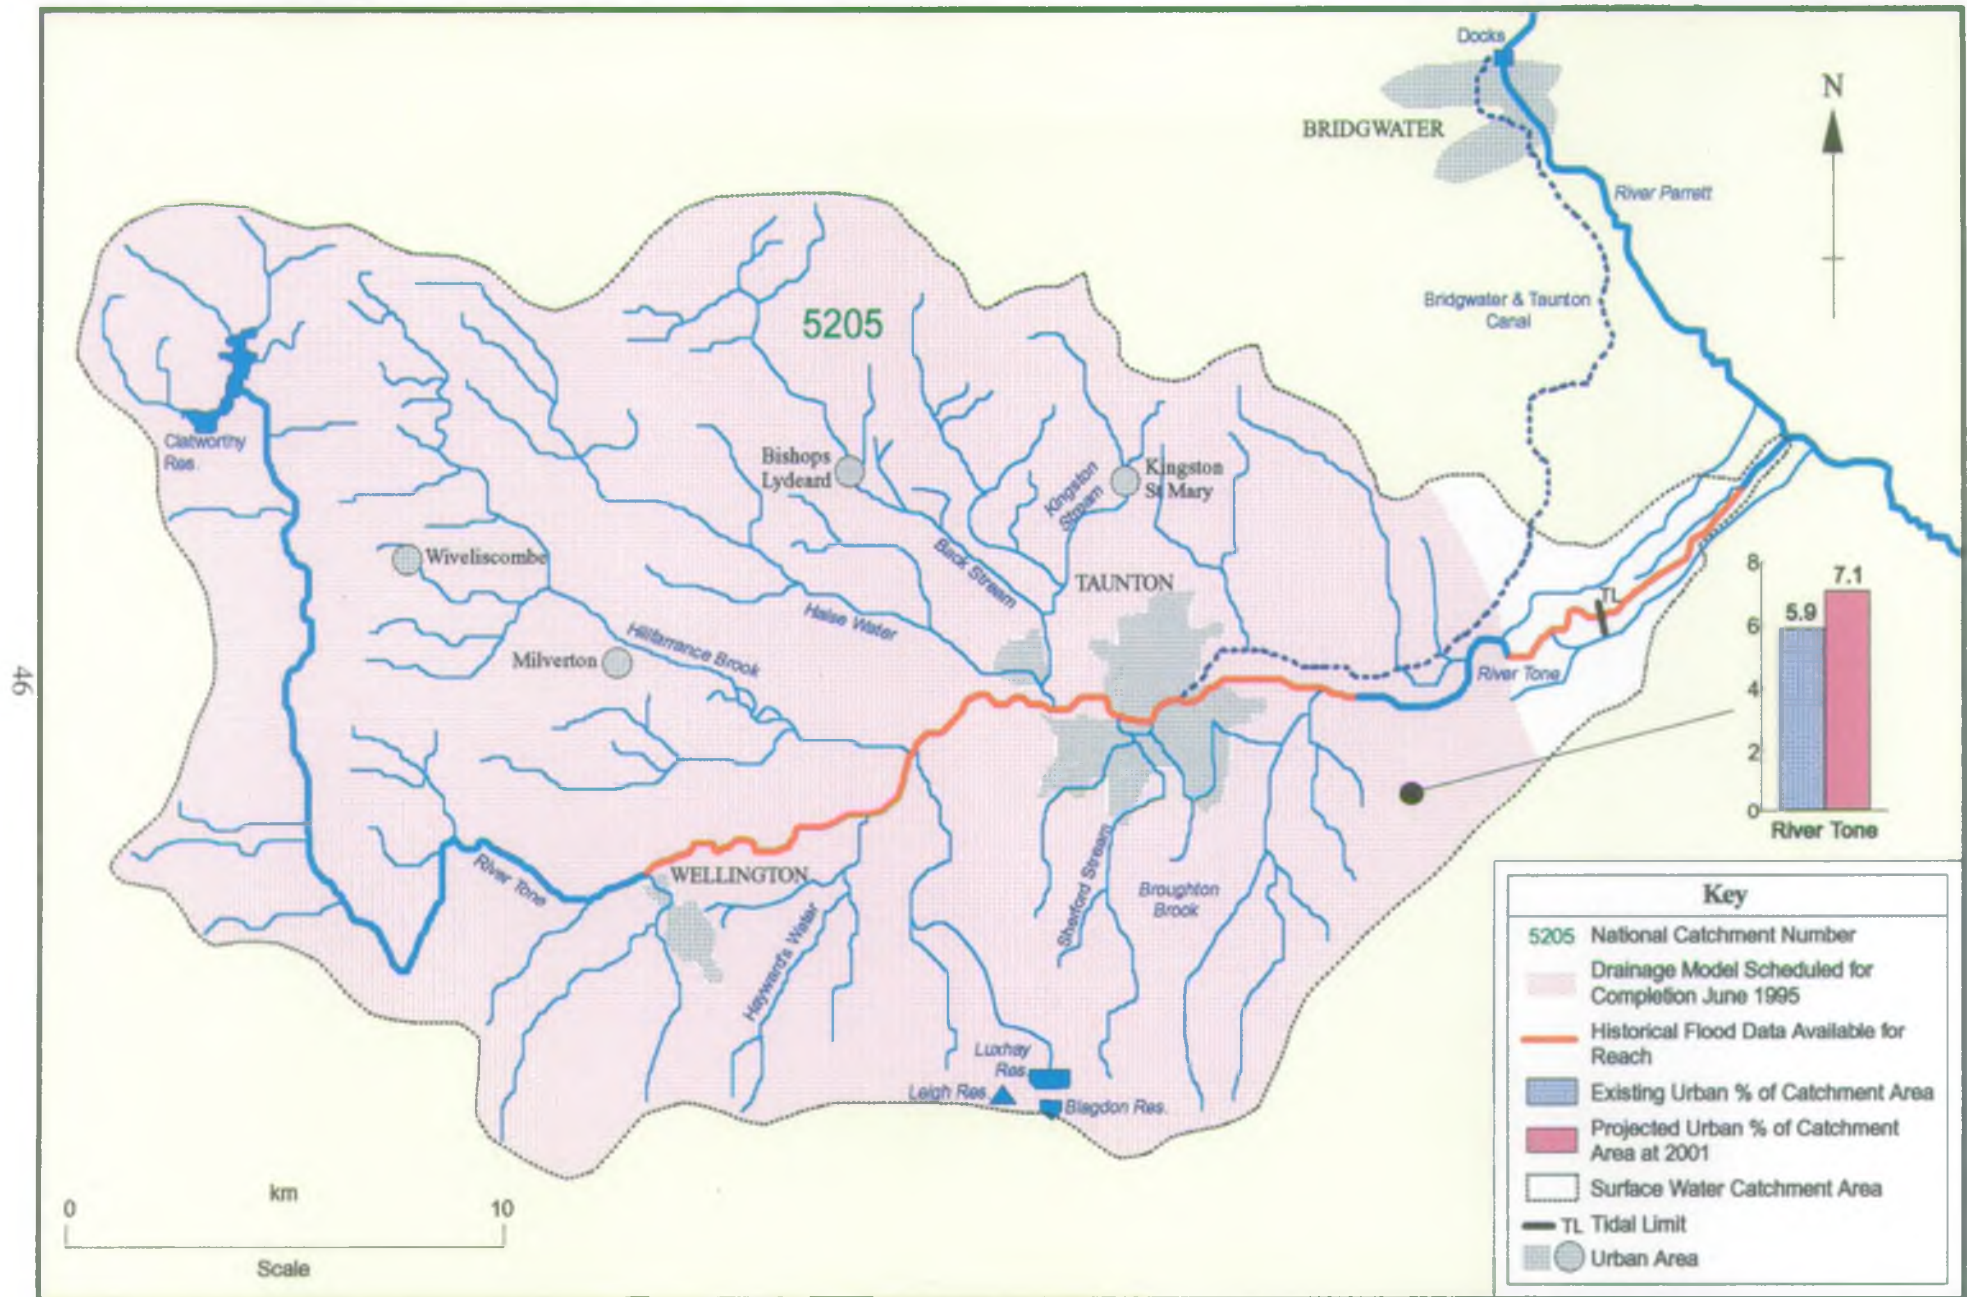 Docks
N
BRIDGWATER
River Parrett
Bridgwater & Taunton
Canal
5205
Clatworthy
Res.
Bishops
Lydeard
Kingston
Stream
Kingston
St Mary
Wiveliscombe
Back Stream
TAUNTON
Halse Water
Hillfarrance Brook
Milverton
TL
River Tone
8
6
4
2
0
5.9
7.1
River Tone
River Tone
WELLINGTON
Hayward's Water
Sherford Stream
Broughton
Brook
Luxhay
Res.
Leigh Res.
Blagdon Res.
46
km
0
10
Scale
Key
5205 National Catchment Number
Drainage Model Scheduled for
Completion June 1995
Historical Flood Data Available for
Reach
Existing Urban % of Catchment Area
Projected Urban % of Catchment
Area at 2001
Surface Water Catchment Area
TL Tidal Limit
Urban Area